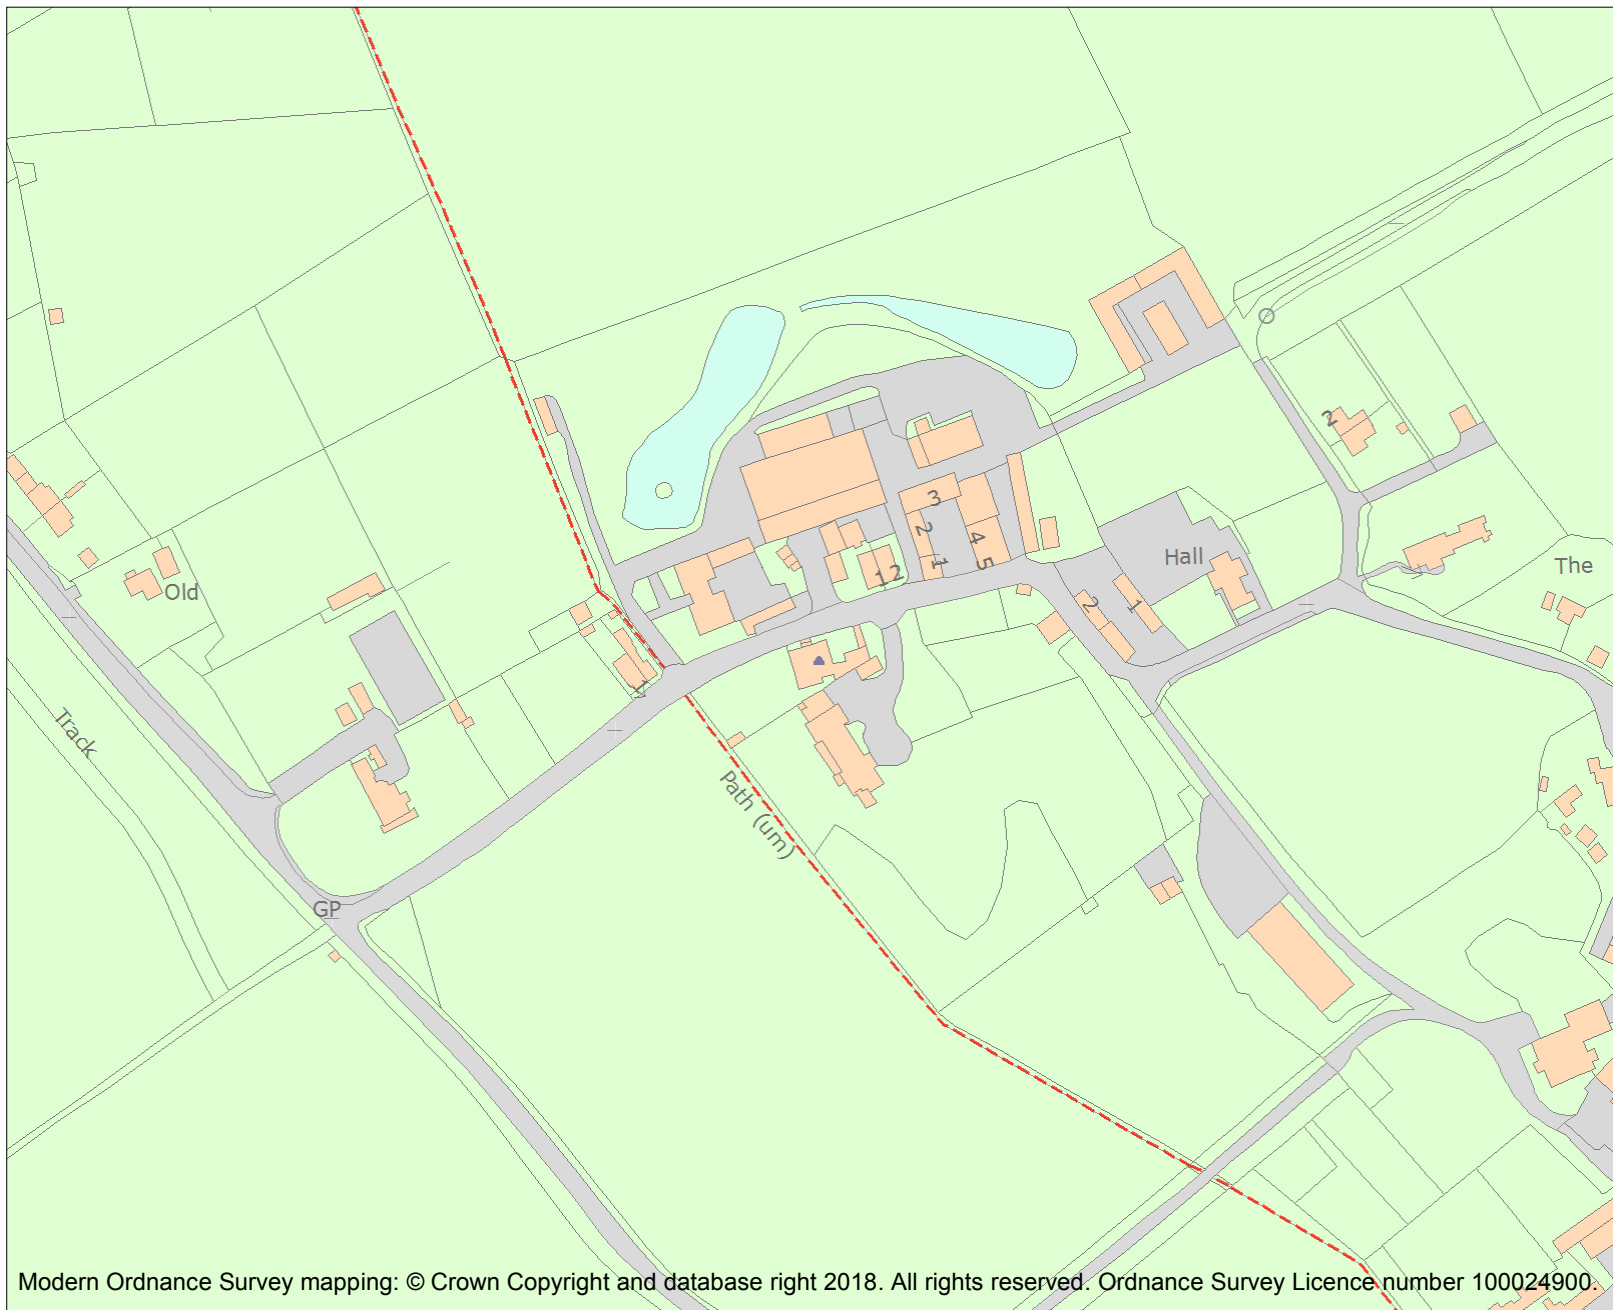 2
3
2
4
1
5
Hall
The
Old
1 2
2
1
1
Track
Path (um)
GP
Modern Ordnance Survey mapping: © Crown Copyright and database right 2018. All rights reserved. Ordnance Survey Licence number 100024900.